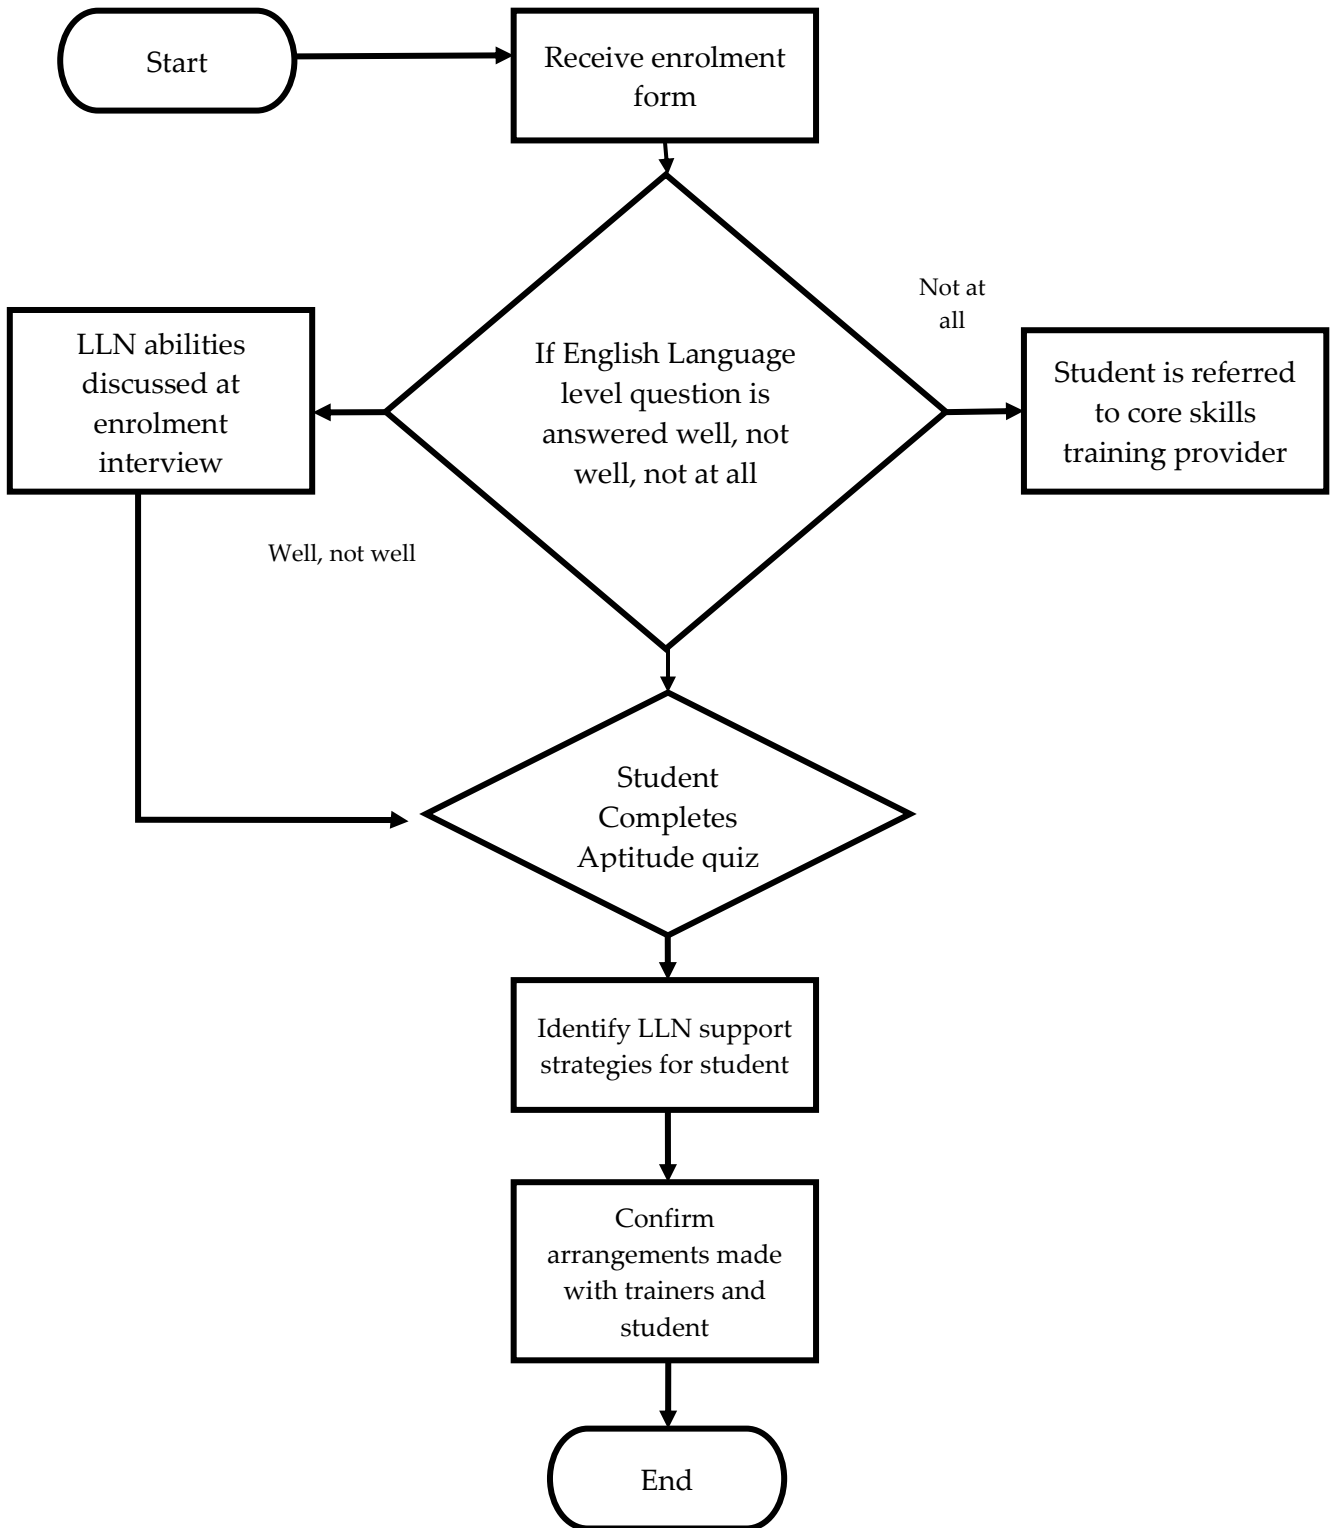 Start
Receive enrolment
form
Not at
all
LLN abilities
discussed at
enrolment
interview
If English Language
level question is
answered well, not
well, not at all
Student is referred
to core skills
training provider
Well, not well
Student
Completes
Aptitude quiz
Identify LLN support
strategies for student
Confirm
arrangements made
with trainers and
student
End